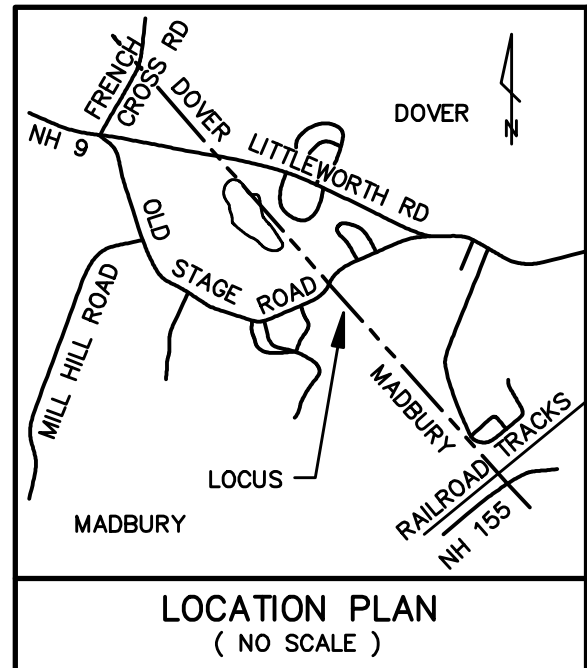 FRENCH
CROSS RD
DOVER
DOVER
N
NH 9
LITTLEWORTH RD
OLD
STAGE
ROAD
MILL HILL ROAD
MADBURY
LOCUS
RAILROAD TRACKS
MADBURY
NH 155
LOCATION PLAN
( NO SCALE )